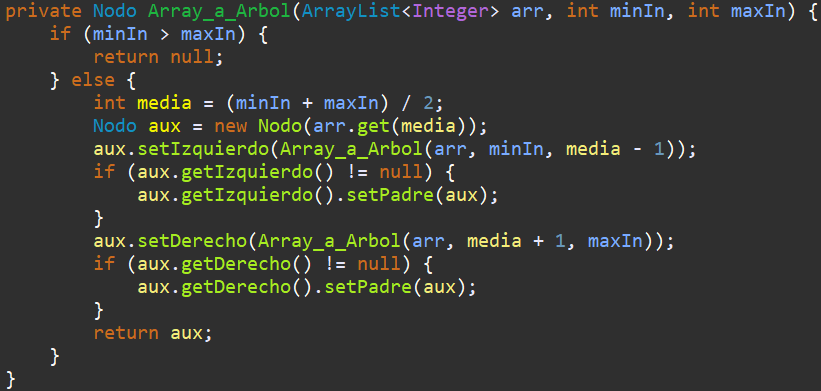 private Nodo Array_a_Arbol(ArrayList<Integer> arr, int minIn, int maxIn) {
    if (minIn > maxIn) {
        return null;
    } else {
        int media = (minIn + maxIn) / 2;
        Nodo aux = new Nodo(arr.get(media));
        aux.setIzquierdo(Array_a_Arbol(arr, minIn, media - 1));
        if (aux.getIzquierdo() != null) {
            aux.getIzquierdo().setPadre(aux);
        }
        aux.setDerecho(Array_a_Arbol(arr, media + 1, maxIn));
        if (aux.getDerecho() != null) {
            aux.getDerecho().setPadre(aux);
        }
        return aux;
    }
}